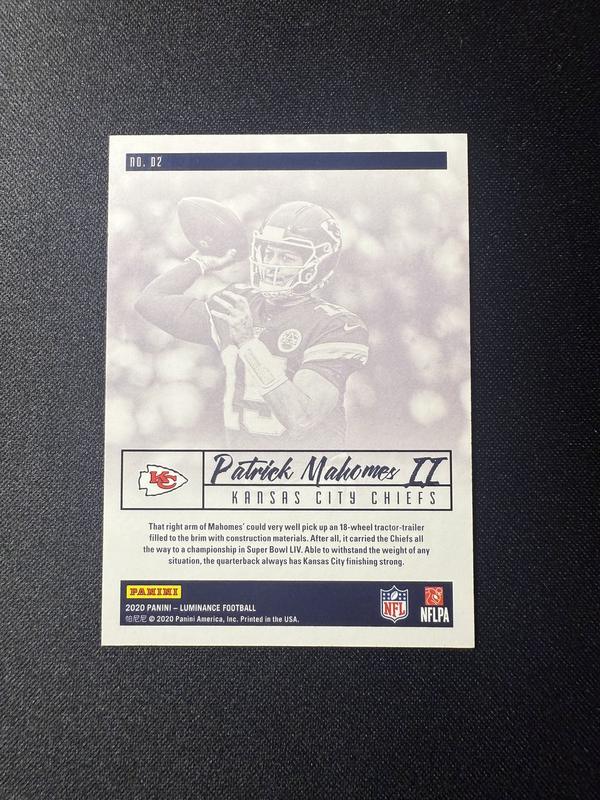 NO. 02
15
KC
Patrick Mahomes II
KANSAS CITY CHIEFS
That right arm of Mahomes' could very well pick up an 18-wheel tractor-trailer
filled to the brim with construction materials. After all, it carried the Chiefs all
the way to a championship in Super Bowl LIV. Able to withstand the weight of any
situation, the quarterback always has Kansas City finishing strong.
PANINI
2020 PANINI – LUMINANCE FOOTBALL
帕尼尼 © 2020 Panini America, Inc. Printed in the USA.
NFL
NFLPA